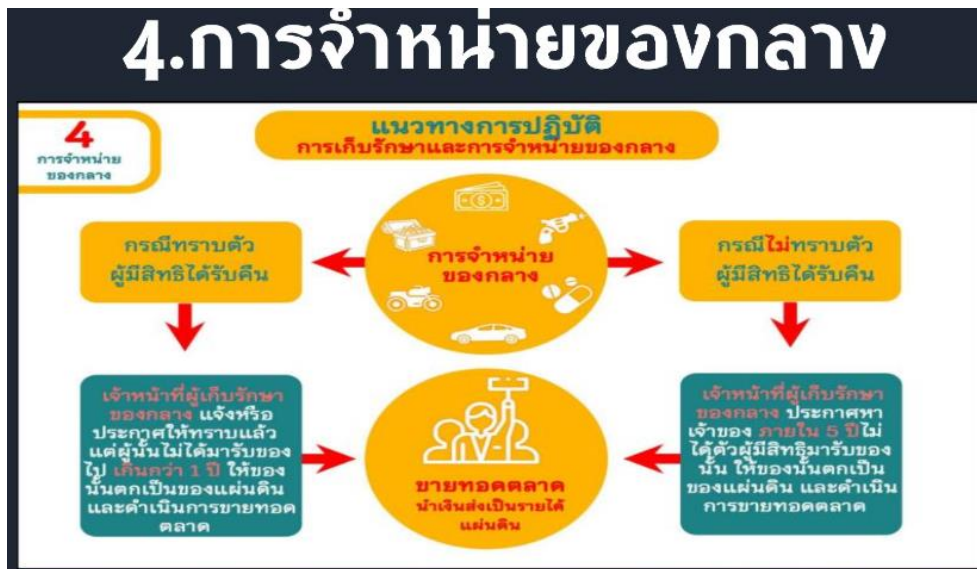 4.การจำหน่ายของกลาง
4
การจำหน่าย
ของกลาง
แนวทางการปฏิบัติ
การเก็บรักษาและการจำหน่ายของกลาง
กรณีทราบตัว
ผู้มีสิทธิได้รับคืน
การจำหน่าย
ของกลาง
กรณีไม่ทราบตัว
ผู้มีสิทธิได้รับคืน
เจ้าหน้าที่ผู้เก็บรักษา
ของกลาง แจ้งหรือ
ประกาศให้ทราบแล้ว
แต่ผู้นั้นไม่ได้มารับของ
ไป เกินกว่า 1 ปี ให้ของ
นั้นตกเป็นของแผ่นดิน
และดำเนินการขายทอด
ตลาด
ขายทอดตลาด
นำเงินส่งเป็นรายได้
แผ่นดิน
เจ้าหน้าที่ผู้เก็บรักษา
ของกลาง ประกาศหา
เจ้าของ ภายใน 5 ปีไม่
ได้ตัวผู้มีสิทธิมารับของ
นั้น ให้ของนั้นตกเป็น
ของแผ่นดิน และดำเนิน
การขายทอดตลาด